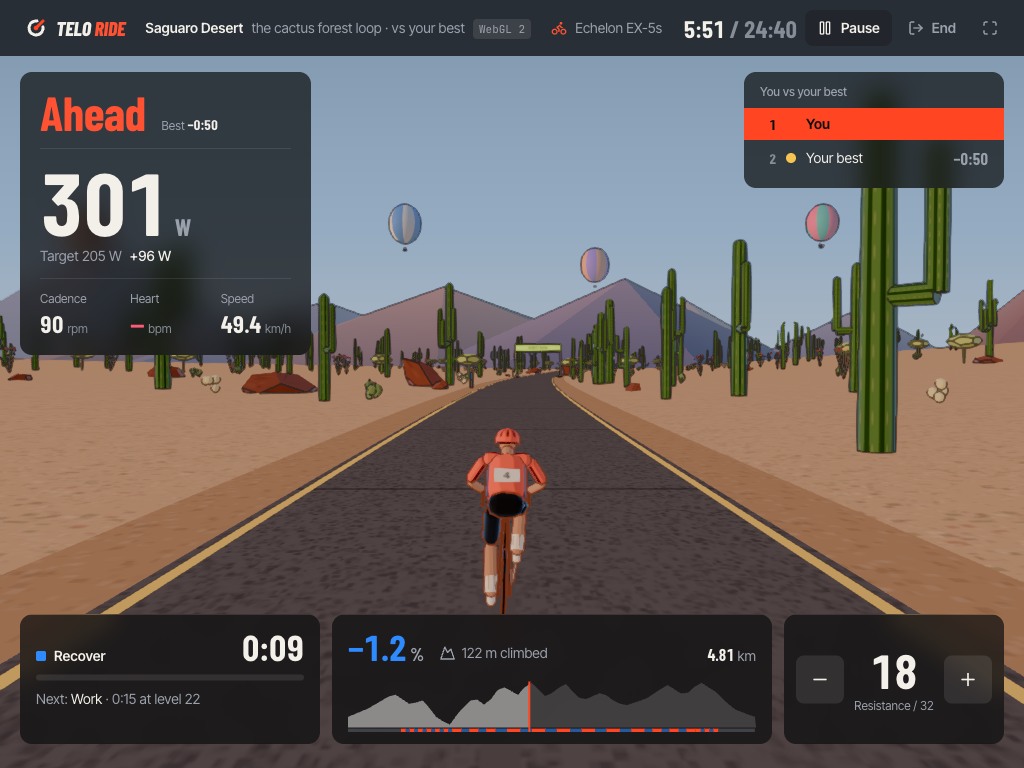 TELO RIDE Saguaro Desert the cactus forest loop · vs your best WebGL 2 Echelon EX-5s 5:51 / 24:40 Pause End
Ahead Best −0:50
301 W
Target 205 W +96 W
Cadence Heart Speed
90 rpm — bpm 49.4 km/h
You vs your best
1 You
2 Your best −0:50
4
Recover 0:09
Next: Work · 0:15 at level 22
−1.2 % 122 m climbed 4.81 km
− 18 +
Resistance / 32